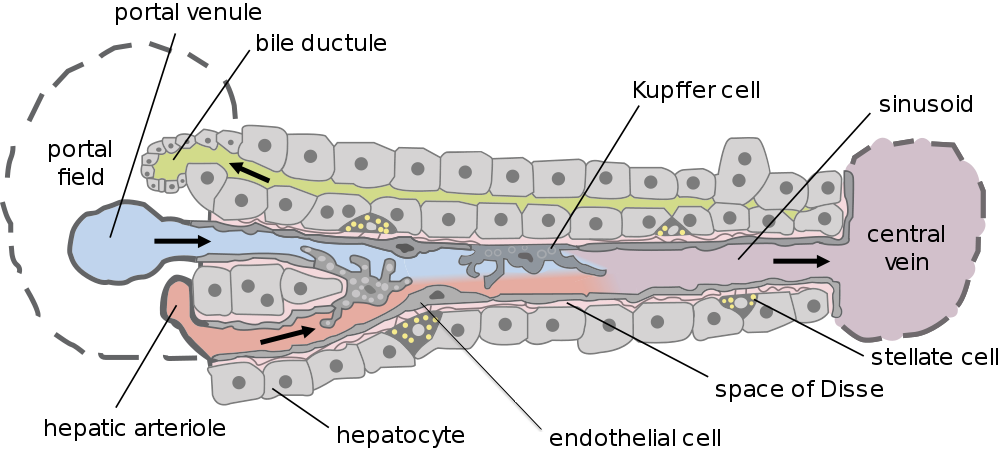 portal venule
bile ductule
Kupffer cell
sinusoid
portal
field
central
vein
stellate cell
space of Disse
hepatic arteriole
hepatocyte
endothelial cell